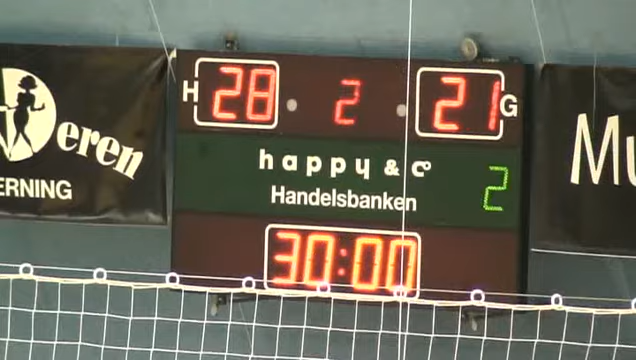 H 28 2 21 G
happy & co 2
Handelsbanken
30:00
eren
ERNING
Mu